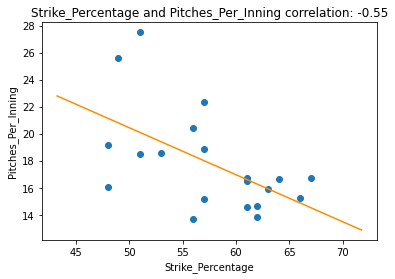 Strike_Percentage and Pitches_Per_Inning correlation: -0.55
Pitches_Per_Inning
28
26
24
22
20
18
16
14
45 50 55 60 65 70
Strike_Percentage